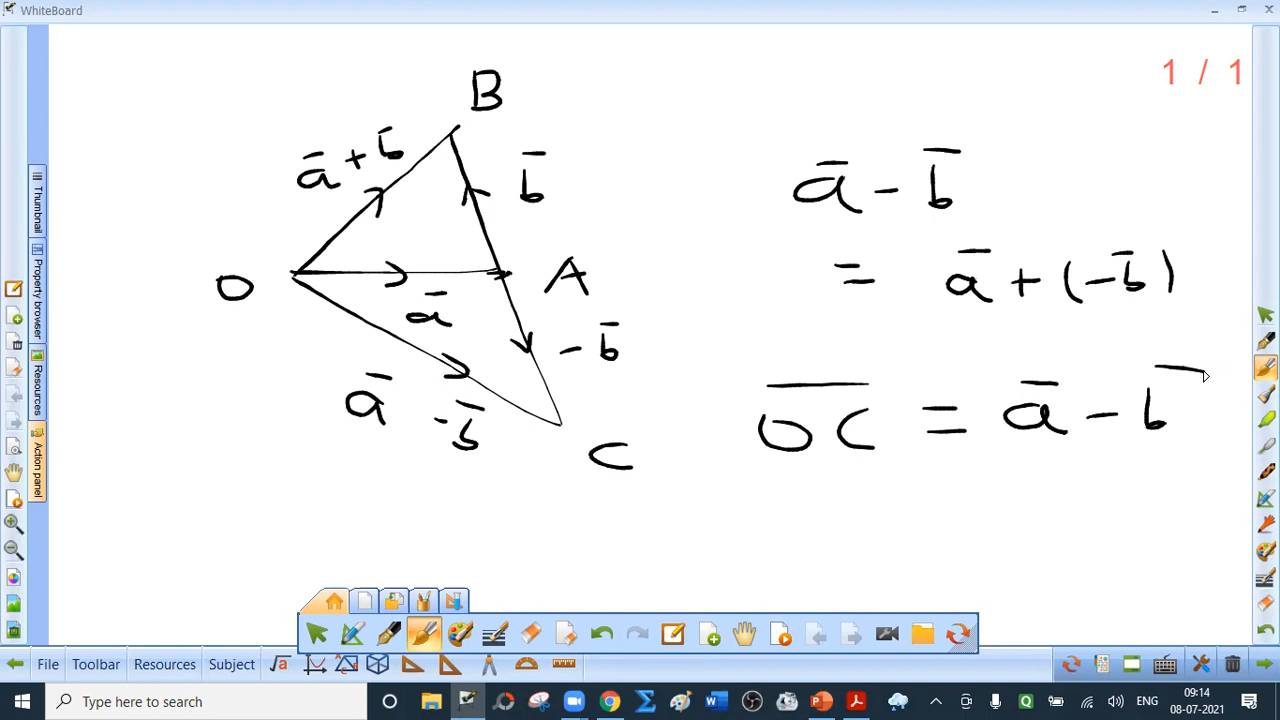 WhiteBoard
1 / 1
B
a̅ + b̅
b̅
O
A
a̅
- b̅
a̅
- b̅
C
a̅ - b̅
= a̅ + (-b̅)
O̅C̅ = a̅ - b̅
Thumbnail
Property browser
Resources
Action panel
File Toolbar Resources Subject
Type here to search
ENG
09:14
08-07-2021